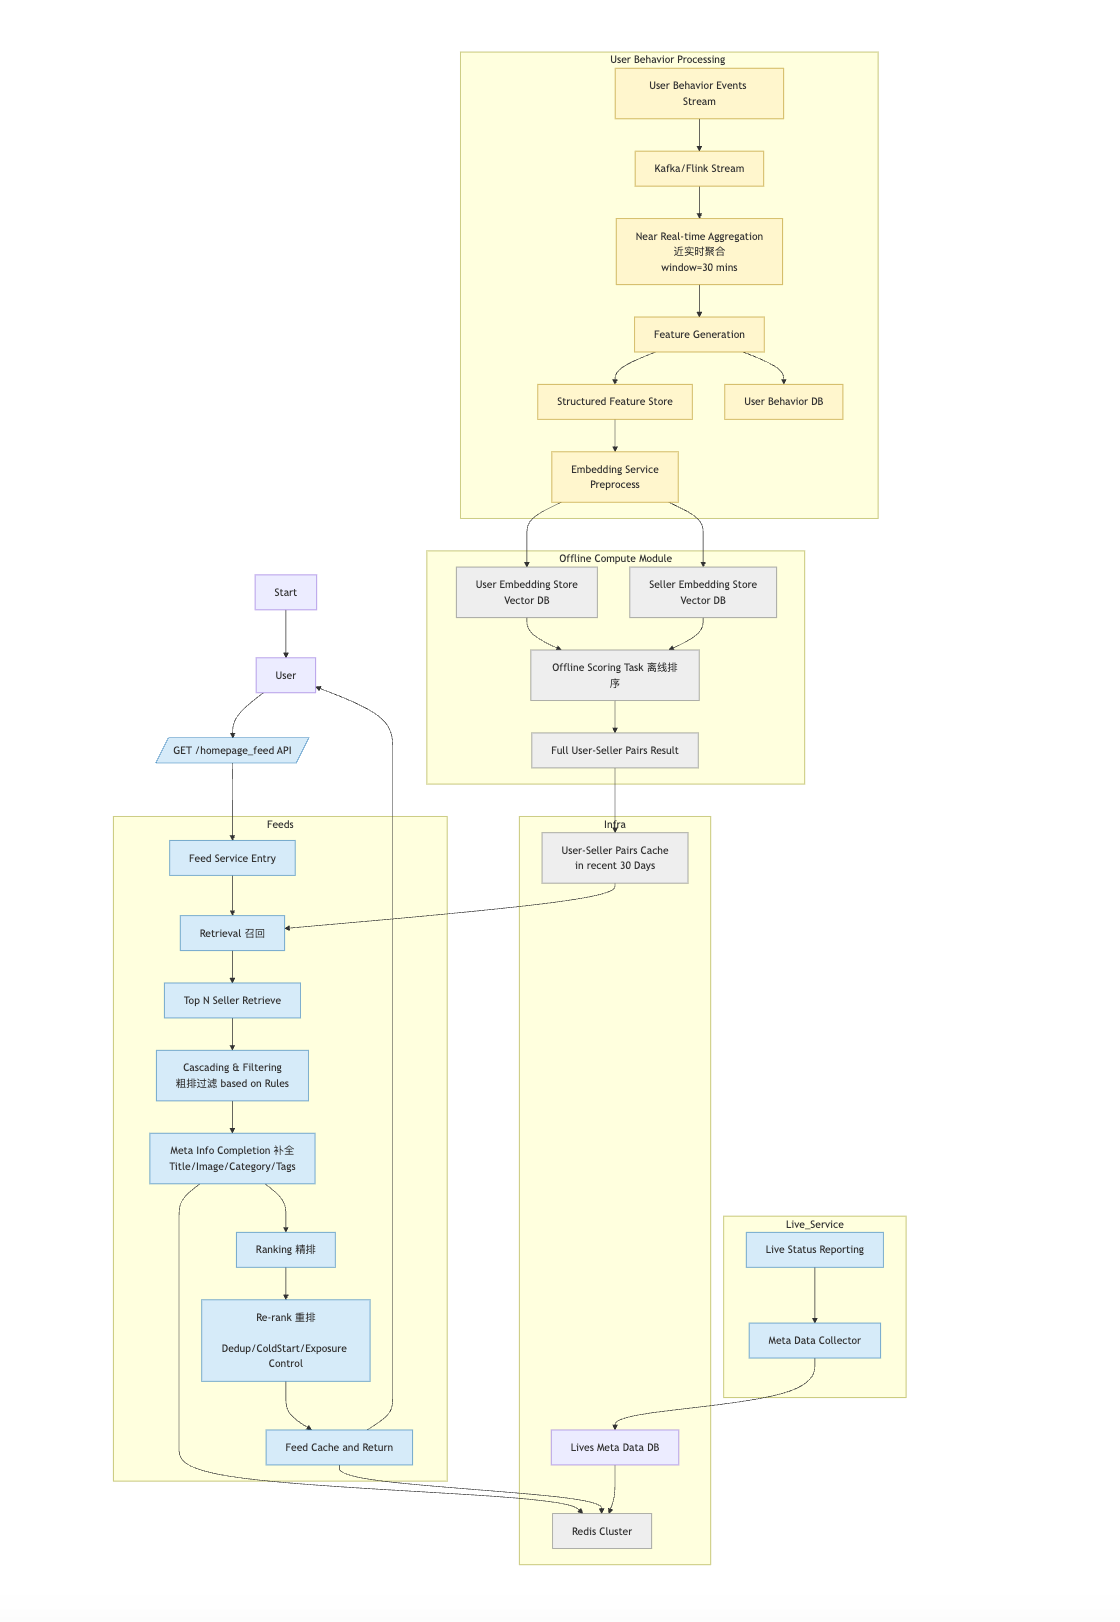 User Behavior Processing
User Behavior Events
Stream
Kafka/Flink Stream
Near Real-time Aggregation
近实时聚合
window=30 mins
Feature Generation
Structured Feature Store
User Behavior DB
Embedding Service
Preprocess
Offline Compute Module
User Embedding Store
Vector DB
Seller Embedding Store
Vector DB
Offline Scoring Task 离线排
序
Full User-Seller Pairs Result
Start
User
GET /homepage_feed API
Feeds
Feed Service Entry
Retrieval 召回
Top N Seller Retrieve
Cascading & Filtering
粗排过滤 based on Rules
Meta Info Completion 补全
Title/Image/Category/Tags
Ranking 精排
Re-rank 重排
Dedup/ColdStart/Exposure
Control
Feed Cache and Return
Infra
User-Seller Pairs Cache
in recent 30 Days
Lives Meta Data DB
Redis Cluster
Live_Service
Live Status Reporting
Meta Data Collector